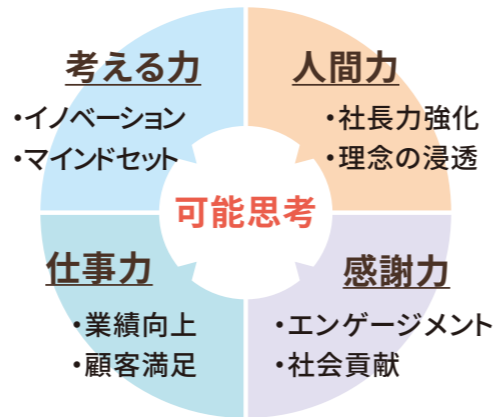 考える力
・イノベーション
・マインドセット
人間力
・社長力強化
・理念の浸透
可能思考
仕事力
・業績向上
・顧客満足
感謝力
・エンゲージメント
・社会貢献